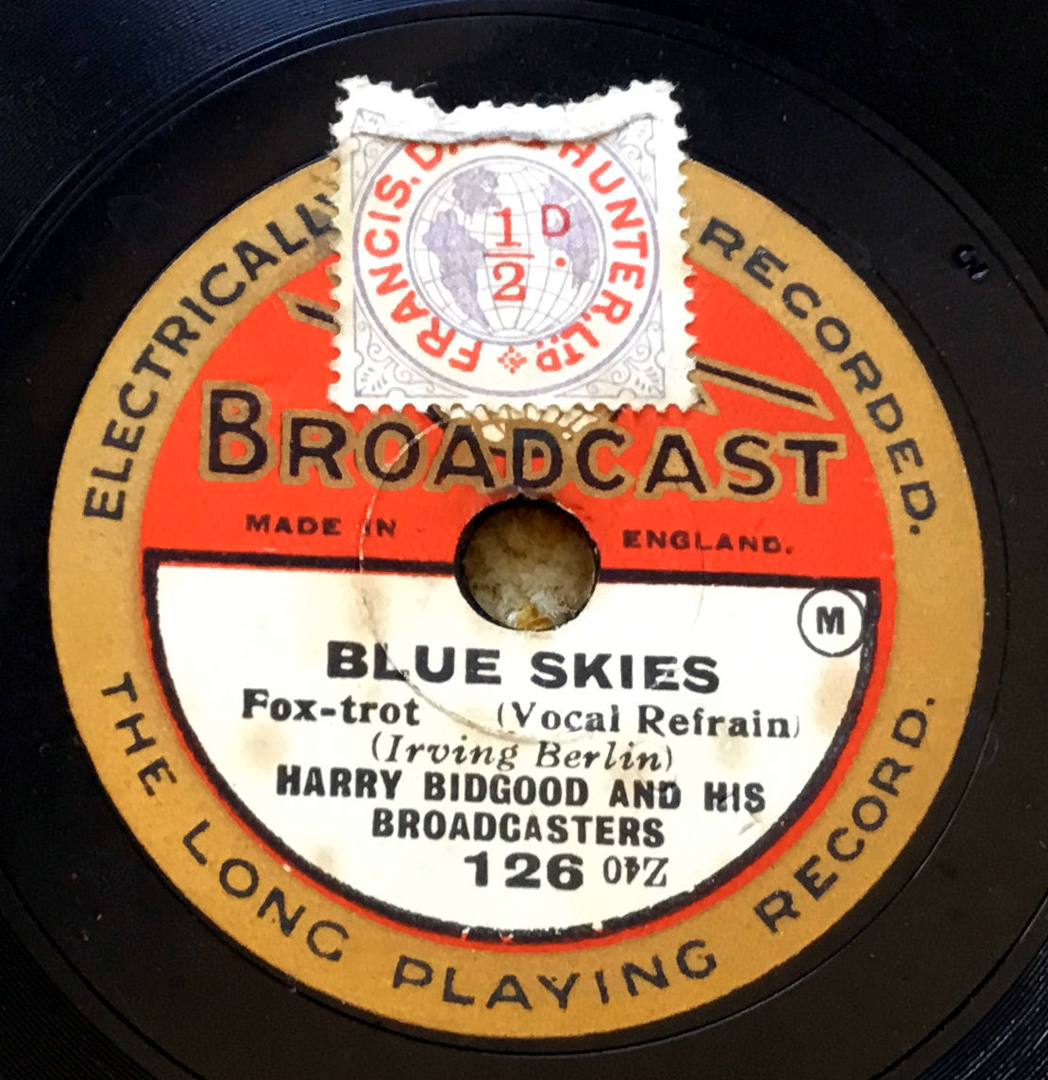 FRANCIS.D. HUNTER, LTD
1/2 D.
ELECTRICALLY RECORDED.
BROADCAST
MADE IN ENGLAND.
M
BLUE SKIES
Fox-trot (Vocal Refrain)
(Irving Berlin)
HARRY BIDGOOD AND HIS
BROADCASTERS
126
THE LONG PLAYING RECORD.